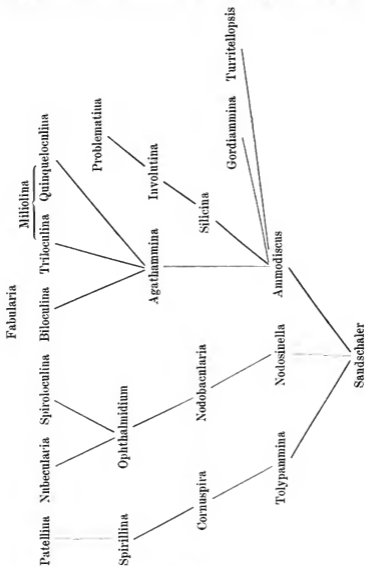 Fabularia
Miliolina
Patellina Nubecularia Spiroloculina Biloculina Triloculina Quinqueloculina
Problematina
Spirillina Ophthalmidium Agathammina Involutina
Cornuspira Nodobacularia Silicina
Gordiammina Turritellopsis
Tolypammina Nodosinella Ammodiscus
Sandschaler